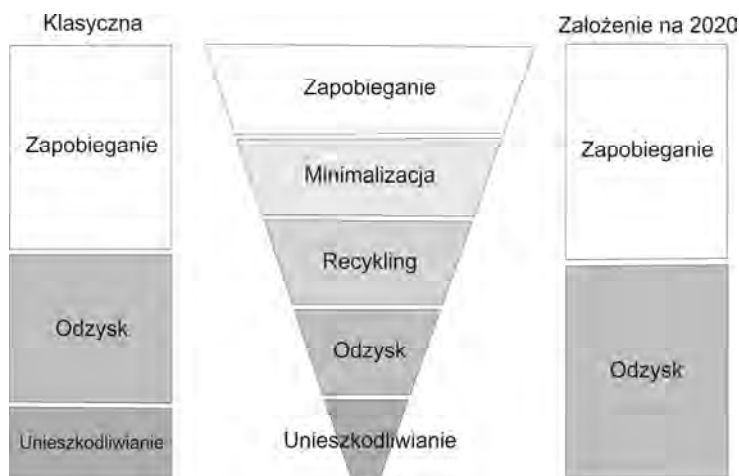 Klasyczna
Zapobieganie
Odzysk
Unieszkodliwianie
Zapobieganie
Minimalizacja
Recykling
Odzysk
Unieszkodliwianie
Założenie na 2020
Zapobieganie
Odzysk